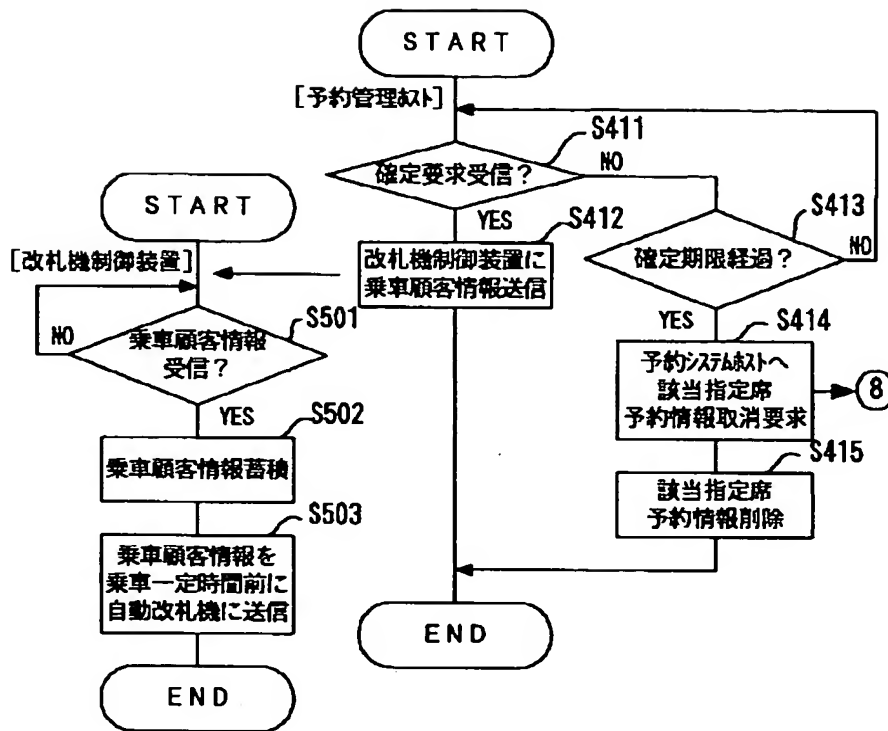 START
[予約管理ホスト]
S411
確定要求受信？
NO
YES
S412
改札機制御装置に
乗車顧客情報送信
S413
確定期限経過？
NO
YES
S414
予約システムホストへ
該当指定席
予約情報取消要求
8
S415
該当指定席
予約情報削除
END
START
[改札機制御装置]
S501
乗車顧客情報
受信？
NO
YES
S502
乗車顧客情報蓄積
S503
乗車顧客情報を
乗車一定時間前に
自動改札機に送信
END